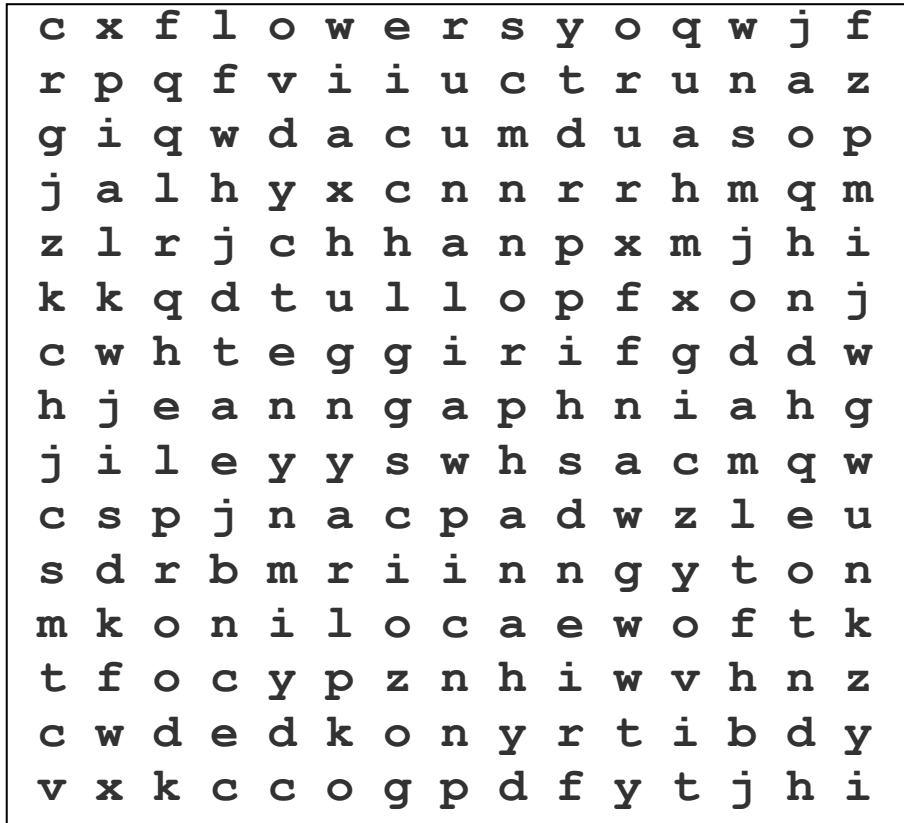 c x f l o w e r s y o q w j f
r p q f v i i u c t r u n a z
g i q w d a c u m d u a s o p
j a l h y x c n n r r h m q m
z l r j c h h a n p x m j h i
k k q d t u l l o p f x o n j
c w h t e g g i r i f g d d w
h j e a n n g a p h n i a h g
j i l e y y s w h s a c m q w
c s p j n a c p a d w z l e u
s d r b m r i i n n g y t o n
m k o n i l o c a e w o f t k
t f o c y p z n h i w v h n z
c w d e d k o n y r t i b d y
v x k c c o g p d f y t j h i